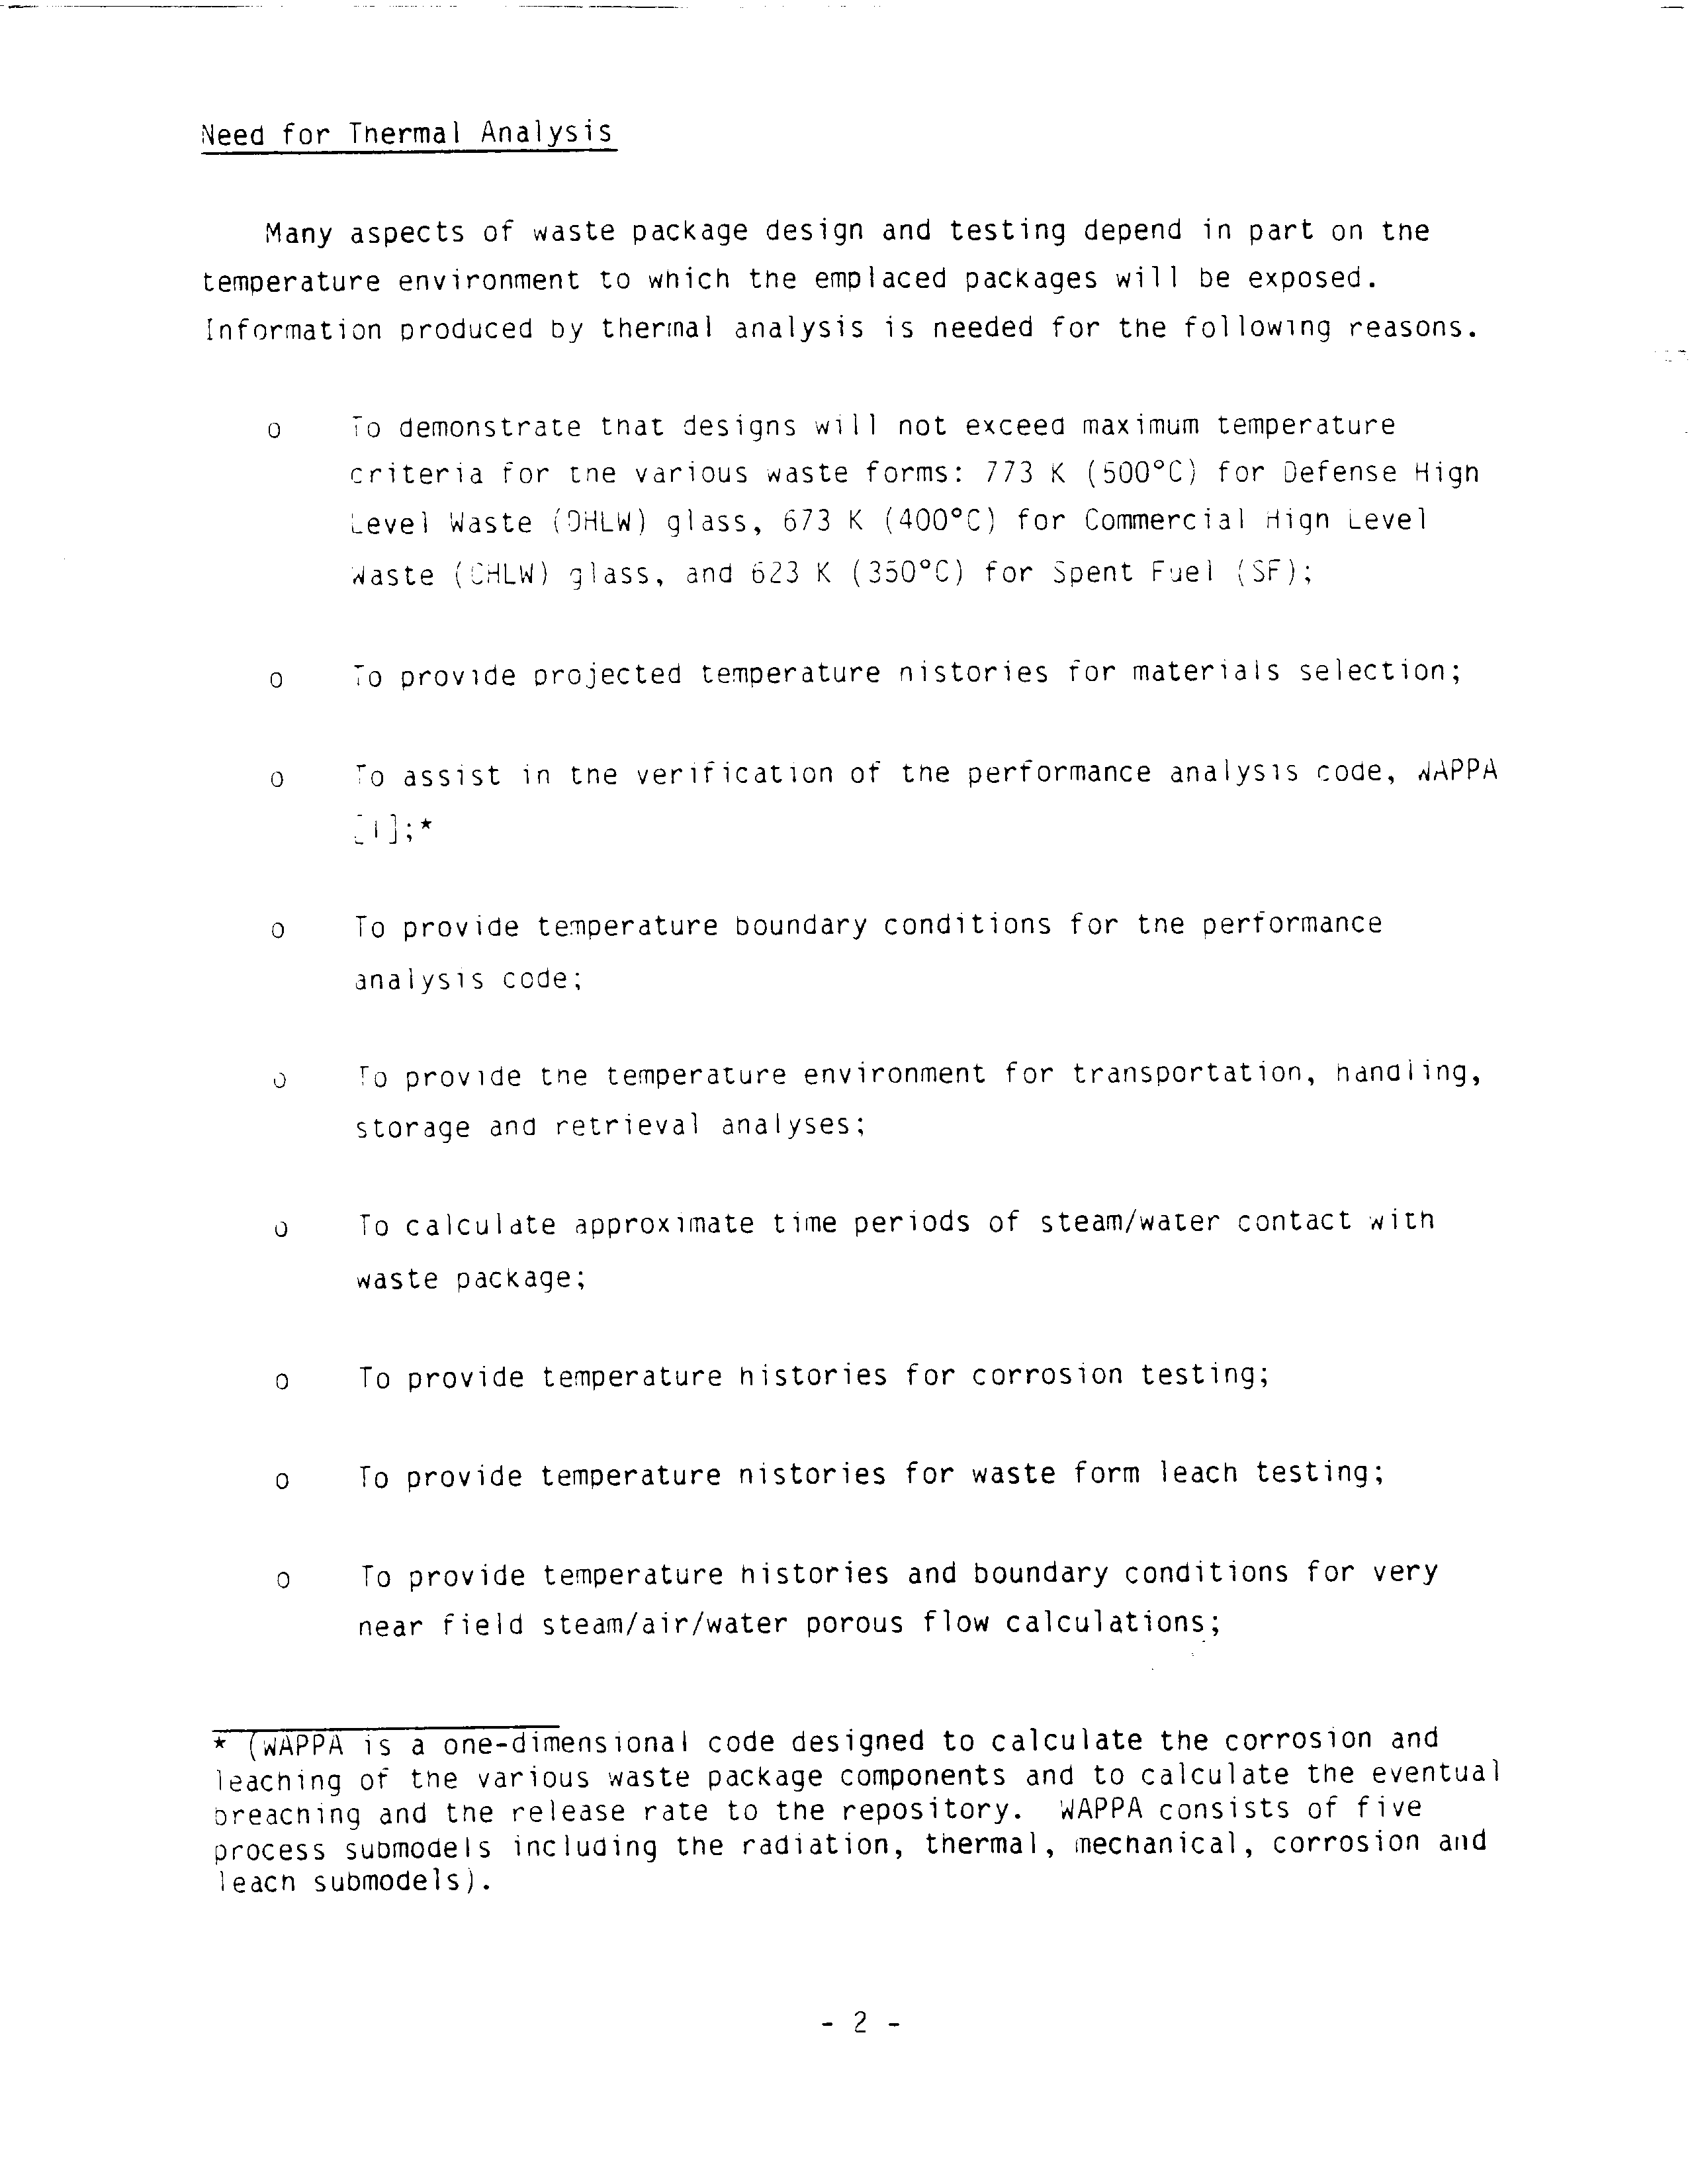 Need for Thermal Analysis
Many aspects of waste package design and testing depend in part on the
temperature environment to which the emplaced packages will be exposed.
Information produced by thermal analysis is needed for the following reasons.
o To demonstrate that designs will not exceed maximum temperature
criteria for the various waste forms: 773 K (500°C) for Defense High
Level Waste (DHLW) glass, 673 K (400°C) for Commercial High Level
Waste (CHLW) glass, and 623 K (350°C) for Spent Fuel (SF);
o To provide projected temperature histories for materials selection;
o To assist in the verification of the performance analysis code, WAPPA
[1];*
o To provide temperature boundary conditions for the performance
analysis code;
o To provide the temperature environment for transportation, handling,
storage and retrieval analyses;
o To calculate approximate time periods of steam/water contact with
waste package;
o To provide temperature histories for corrosion testing;
o To provide temperature histories for waste form leach testing;
o To provide temperature histories and boundary conditions for very
near field steam/air/water porous flow calculations;
* (WAPPA is a one-dimensional code designed to calculate the corrosion and
leaching of the various waste package components and to calculate the eventual
breaching and the release rate to the repository. WAPPA consists of five
process submodels including the radiation, thermal, mechanical, corrosion and
leach submodels).
- 2 -